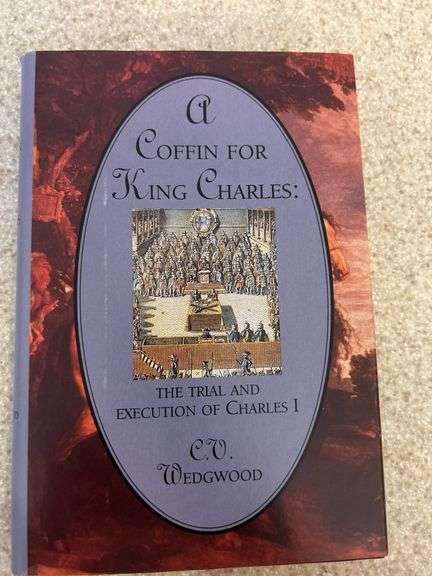 A
COFFIN FOR
KING CHARLES:
THE TRIAL AND
EXECUTION OF CHARLES I
C.V.
WEDGWOOD